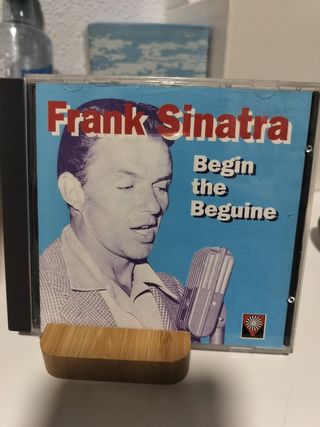 Frank Sinatra
Begin
the
Beguine